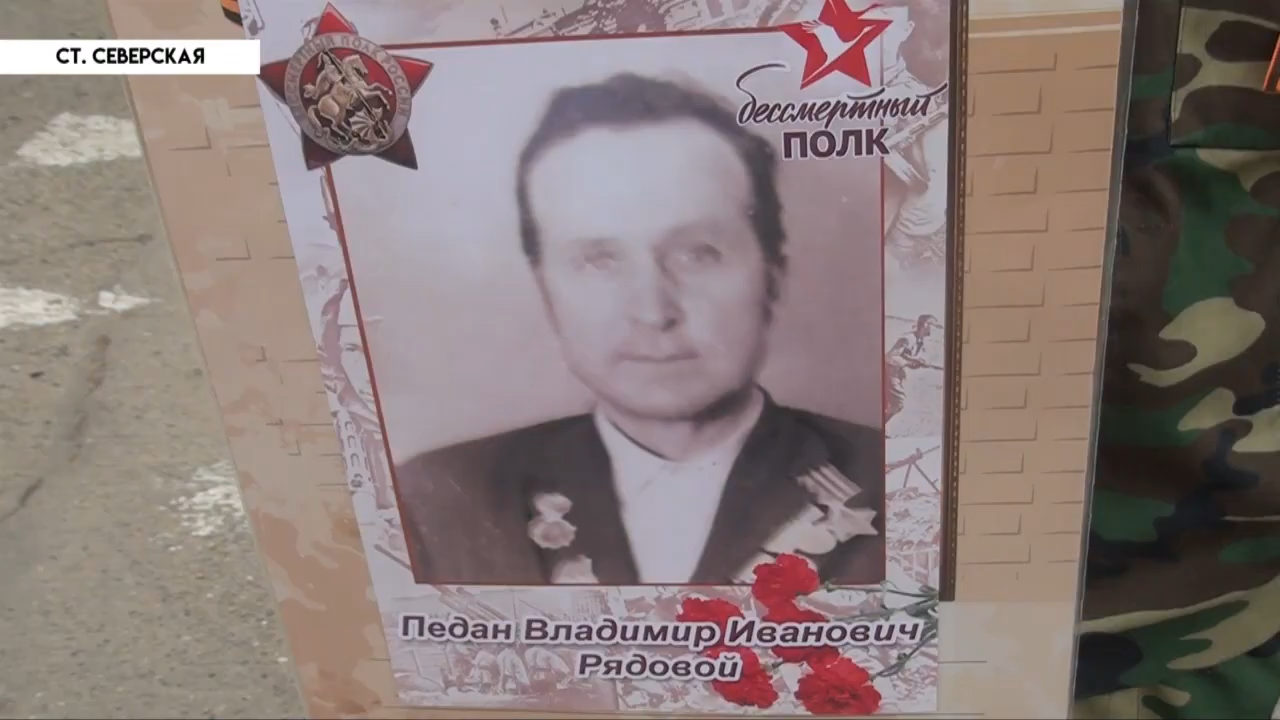 СТ. СЕВЕРСКАЯ
бессмертный
ПОЛК
Педан Владимир Иванович
Рядовой